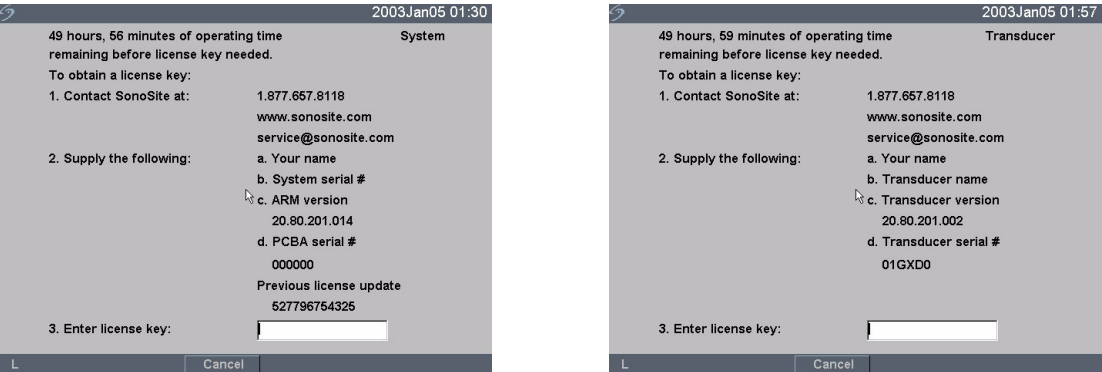 2003Jan05 01:30
49 hours, 56 minutes of operating time System
remaining before license key needed.
To obtain a license key:
1. Contact SonoSite at: 1.877.657.8118
www.sonosite.com
service@sonosite.com
2. Supply the following: a. Your name
b. System serial #
c. ARM version
20.80.201.014
d. PCBA serial #
000000
Previous license update
527796754325
3. Enter license key:
L Cancel
2003Jan05 01:57
49 hours, 59 minutes of operating time Transducer
remaining before license key needed.
To obtain a license key:
1. Contact SonoSite at: 1.877.657.8118
www.sonosite.com
service@sonosite.com
2. Supply the following: a. Your name
b. Transducer name
c. Transducer version
20.80.201.002
d. Transducer serial #
01GXD0
3. Enter license key:
L Cancel